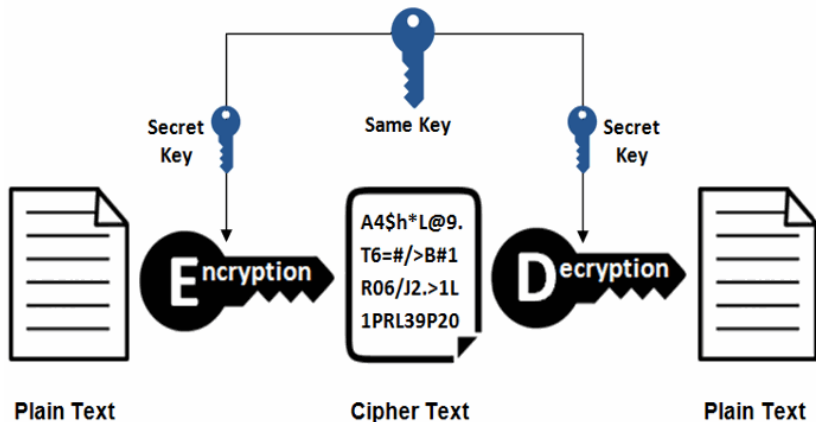 Same Key
Secret
Key
Secret
Key
Encryption
A4$h*L@9.
T6=#/>B#1
R06/J2.>1L
1PRL39P20
Decryption
Plain Text
Cipher Text
Plain Text